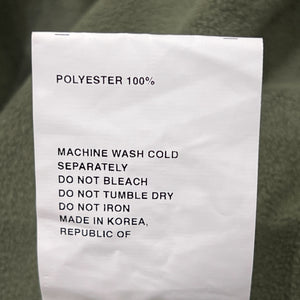 POLYESTER 100%
MACHINE WASH COLD
SEPARATELY
DO NOT BLEACH
DO NOT TUMBLE DRY
DO NOT IRON
MADE IN KOREA,
REPUBLIC OF